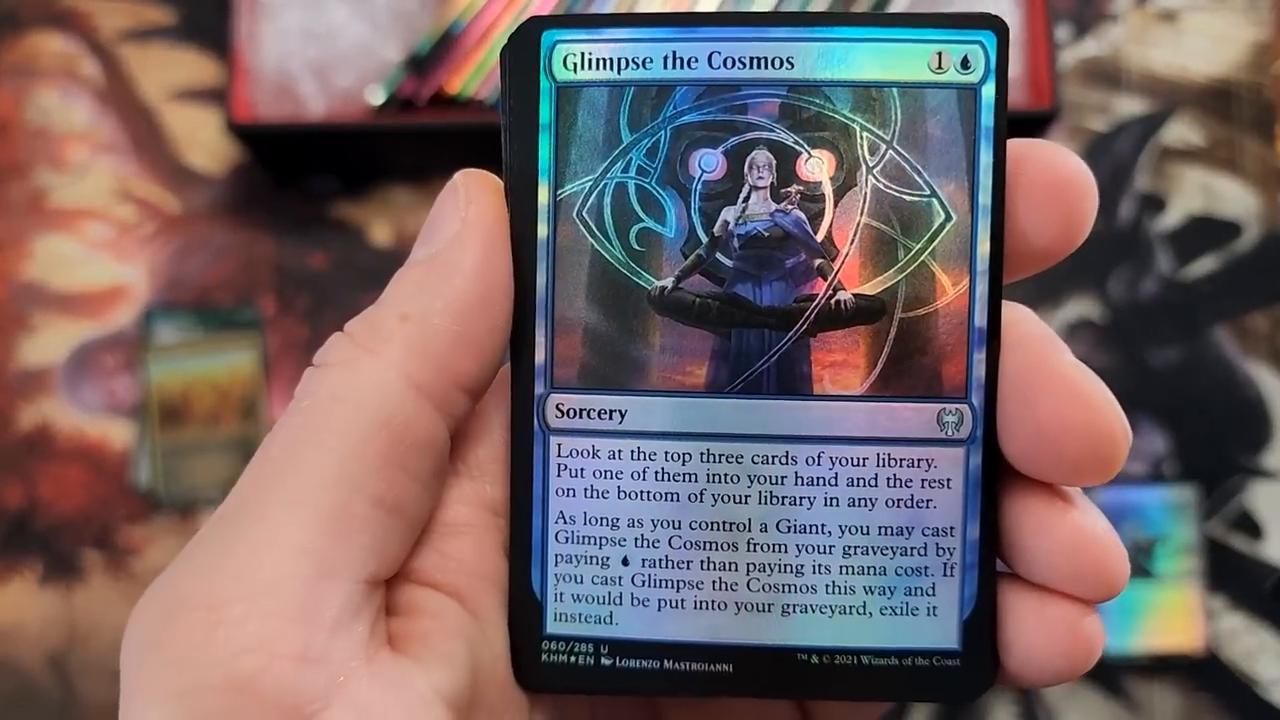 Glimpse the Cosmos 1
Sorcery
Look at the top three cards of your library.
Put one of them into your hand and the rest
on the bottom of your library in any order.
As long as you control a Giant, you may cast
Glimpse the Cosmos from your graveyard by
paying rather than paying its mana cost. If
you cast Glimpse the Cosmos this way and
it would be put into your graveyard, exile it
instead.
060/285 U
KHM★EN Lorenzo Mastroianni
™ & © 2021 Wizards of the Coast